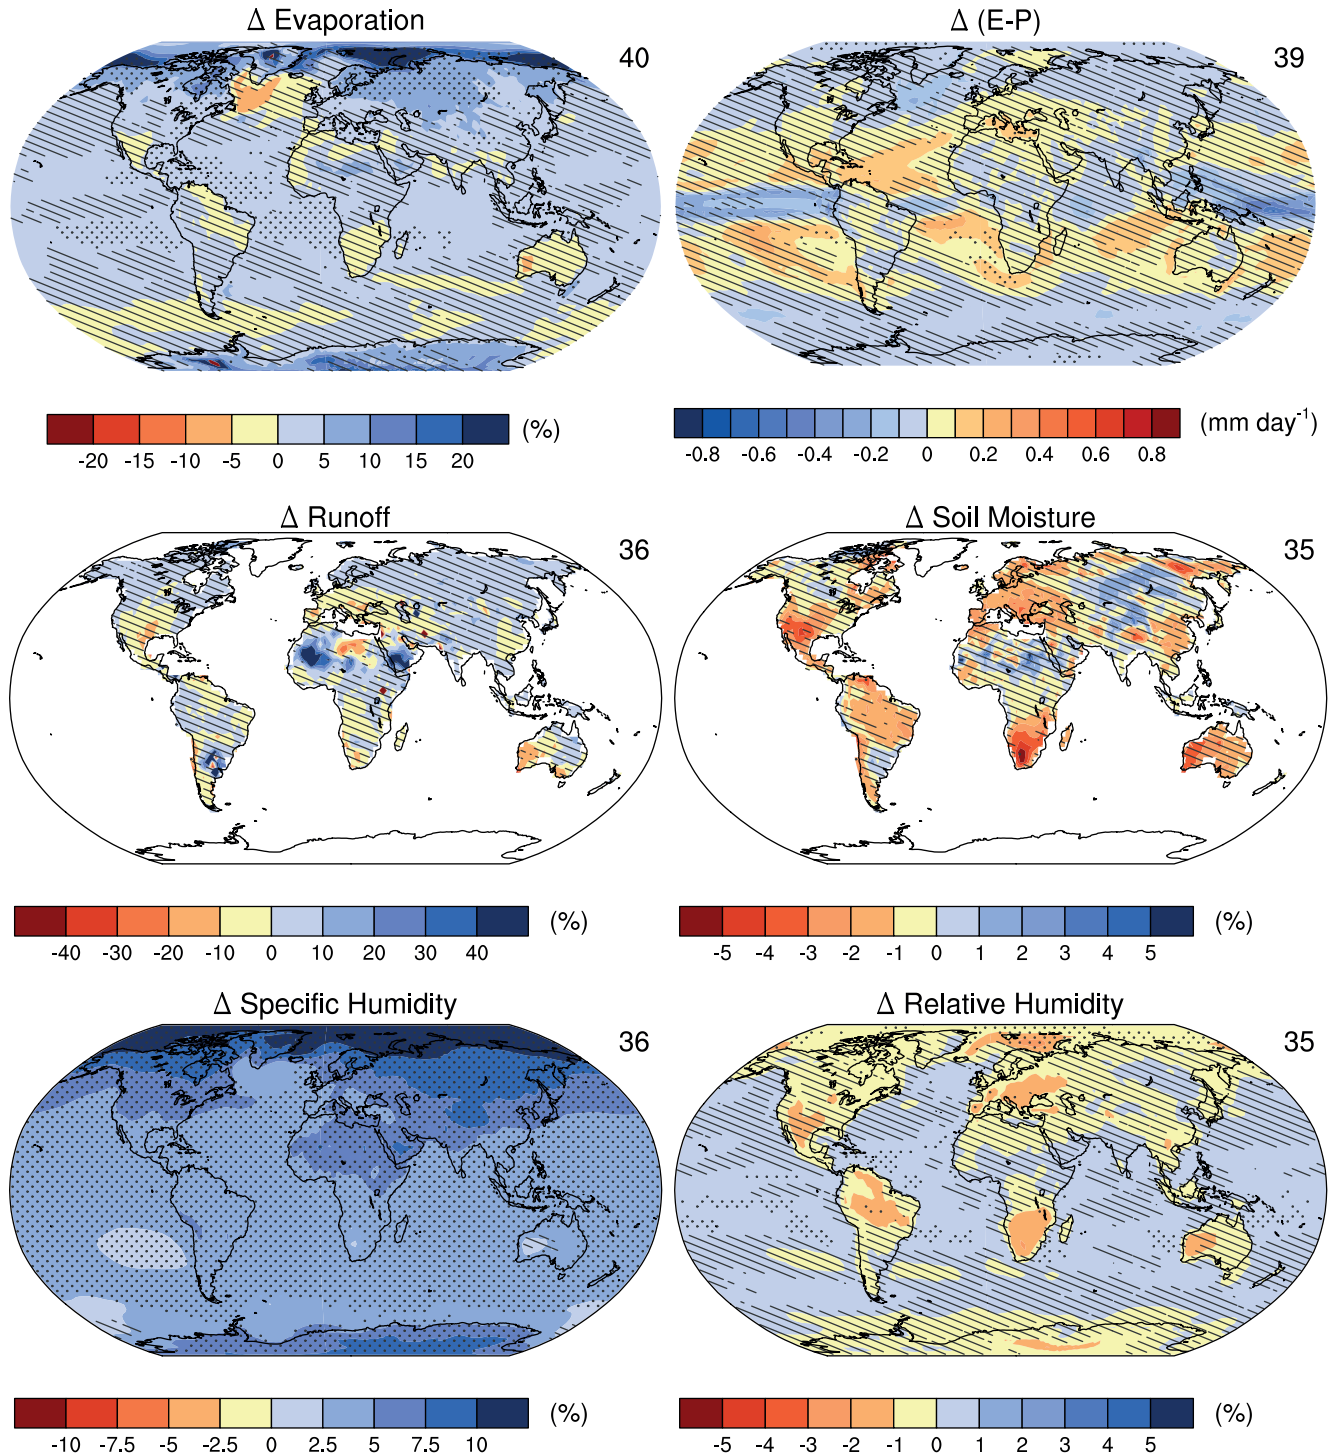 Δ Evaporation
40
-20 -15 -10 -5 0 5 10 15 20
(%)
Δ (E-P)
39
-0.8 -0.6 -0.4 -0.2 0 0.2 0.4 0.6 0.8
(mm day-1)
Δ Runoff
36
-40 -30 -20 -10 0 10 20 30 40
(%)
Δ Soil Moisture
35
-5 -4 -3 -2 -1 0 1 2 3 4 5
(%)
Δ Specific Humidity
36
-10 -7.5 -5 -2.5 0 2.5 5 7.5 10
(%)
Δ Relative Humidity
35
-5 -4 -3 -2 -1 0 1 2 3 4 5
(%)